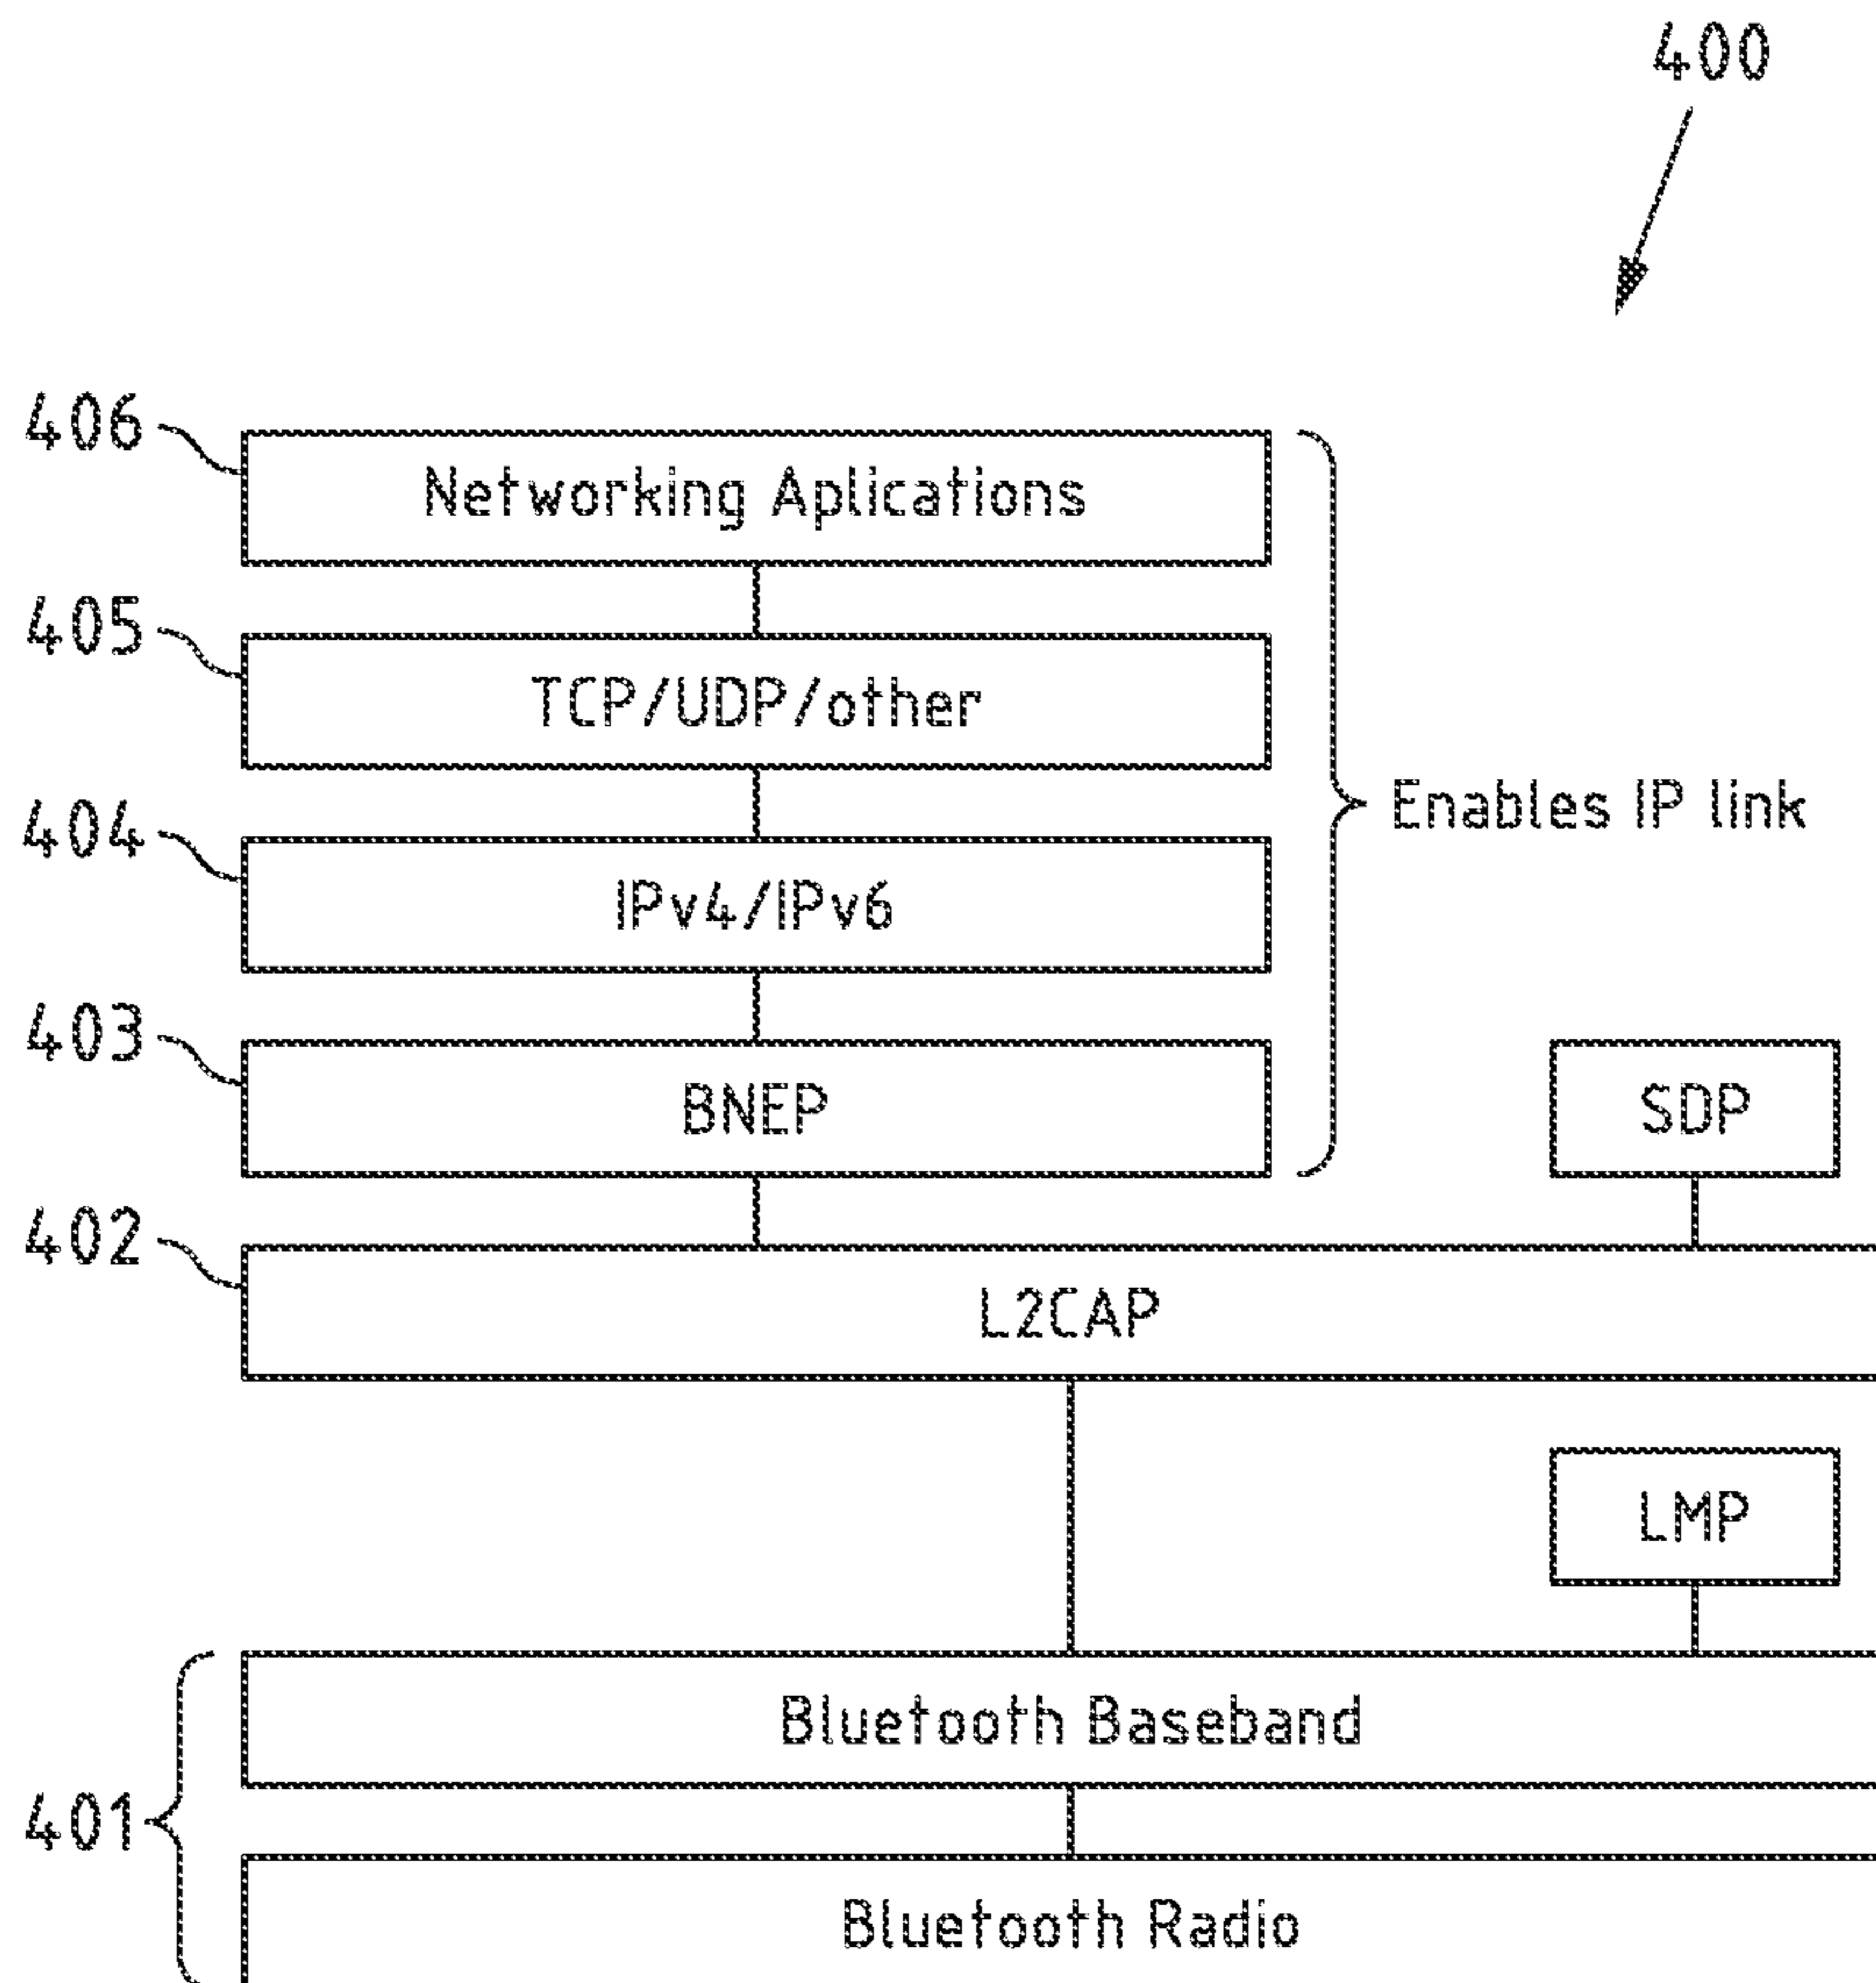 400
406
Networking Aplications
405
TCP/UDP/other
Enables IP link
404
IPv4/IPv6
403
BNEP
SDP
402
L2CAP
LMP
Bluetooth Baseband
401
Bluetooth Radio